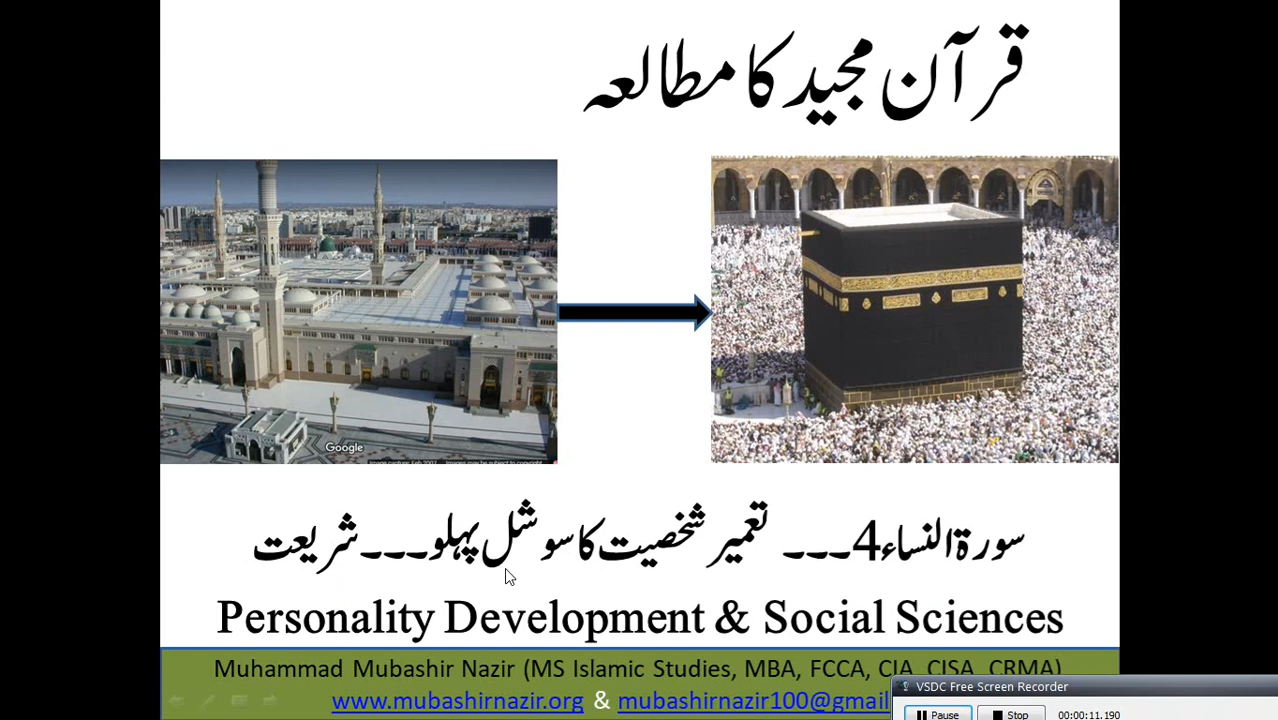 قرآن مجید کا مطالعہ
Google
سورۃ النساء 4۔۔۔ تعمیر شخصیت کا سوشل پہلو۔۔۔شریعت
Personality Development & Social Sciences
Muhammad Mubashir Nazir (MS Islamic Studies, MBA, FCCA, CIA, CISA, CRMA)
www.mubashirnazir.org & mubashirnazir100@gmail
VSDC Free Screen Recorder
Pause Stop 00:00:11.190